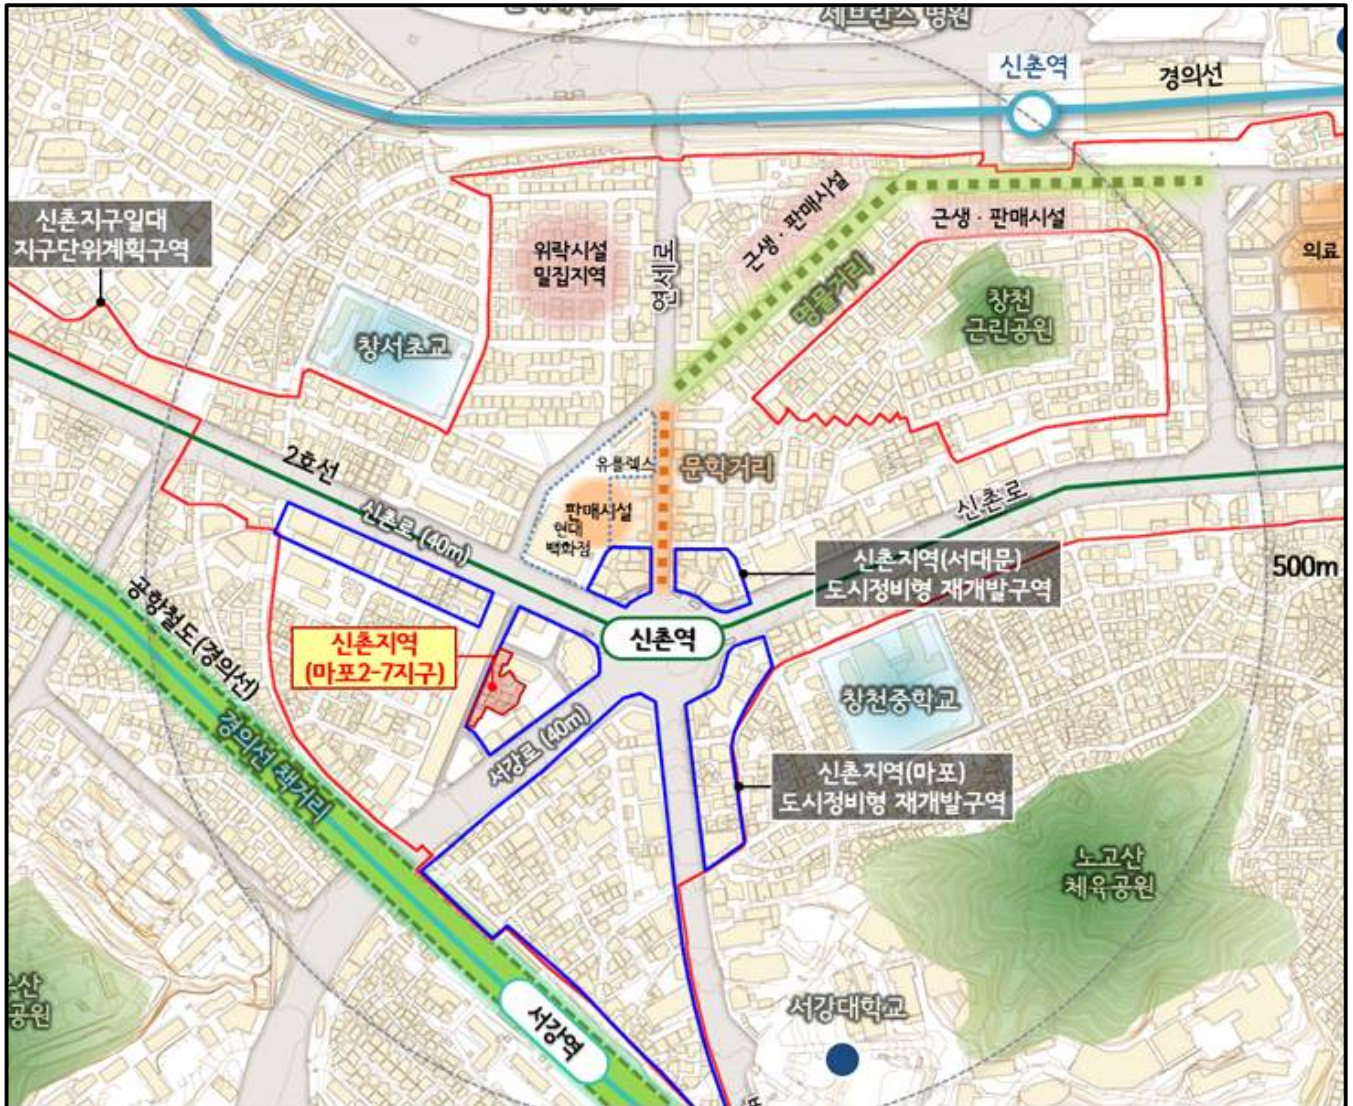 세브란스 병원
신촌역
경의선
신촌지구일대
지구단위계획구역
위락시설
밀집지역
연세로
근생 · 판매시설
근생 · 판매시설
명물거리
창천
근린공원
의료
창서초교
2호선
신촌로 (40m)
유플렉스
문학거리
판매시설
현대
백화점
신촌로
신촌지역(서대문)
도시정비형 재개발구역
500m
공항철도(경의선)
경의선 책거리
신촌지역
(마포2-7지구)
신촌역
서강로 (40m)
창천중학교
신촌지역(마포)
도시정비형 재개발구역
노고산
체육공원
산
공원
서강역
서강대학교